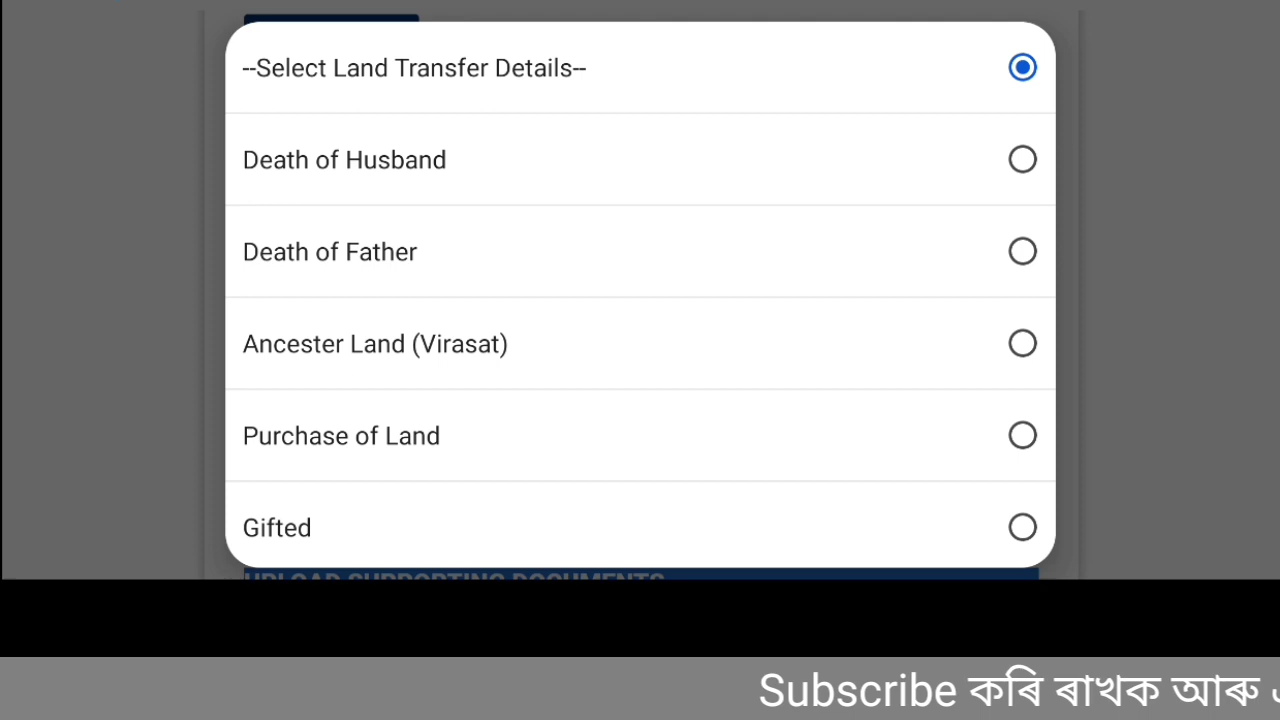 --Select Land Transfer Details--
Death of Husband
Death of Father
Ancester Land (Virasat)
Purchase of Land
Gifted
UPLOAD SUPPORTING DOCUMENTS
Subscribe কৰি ৰাখক আৰু